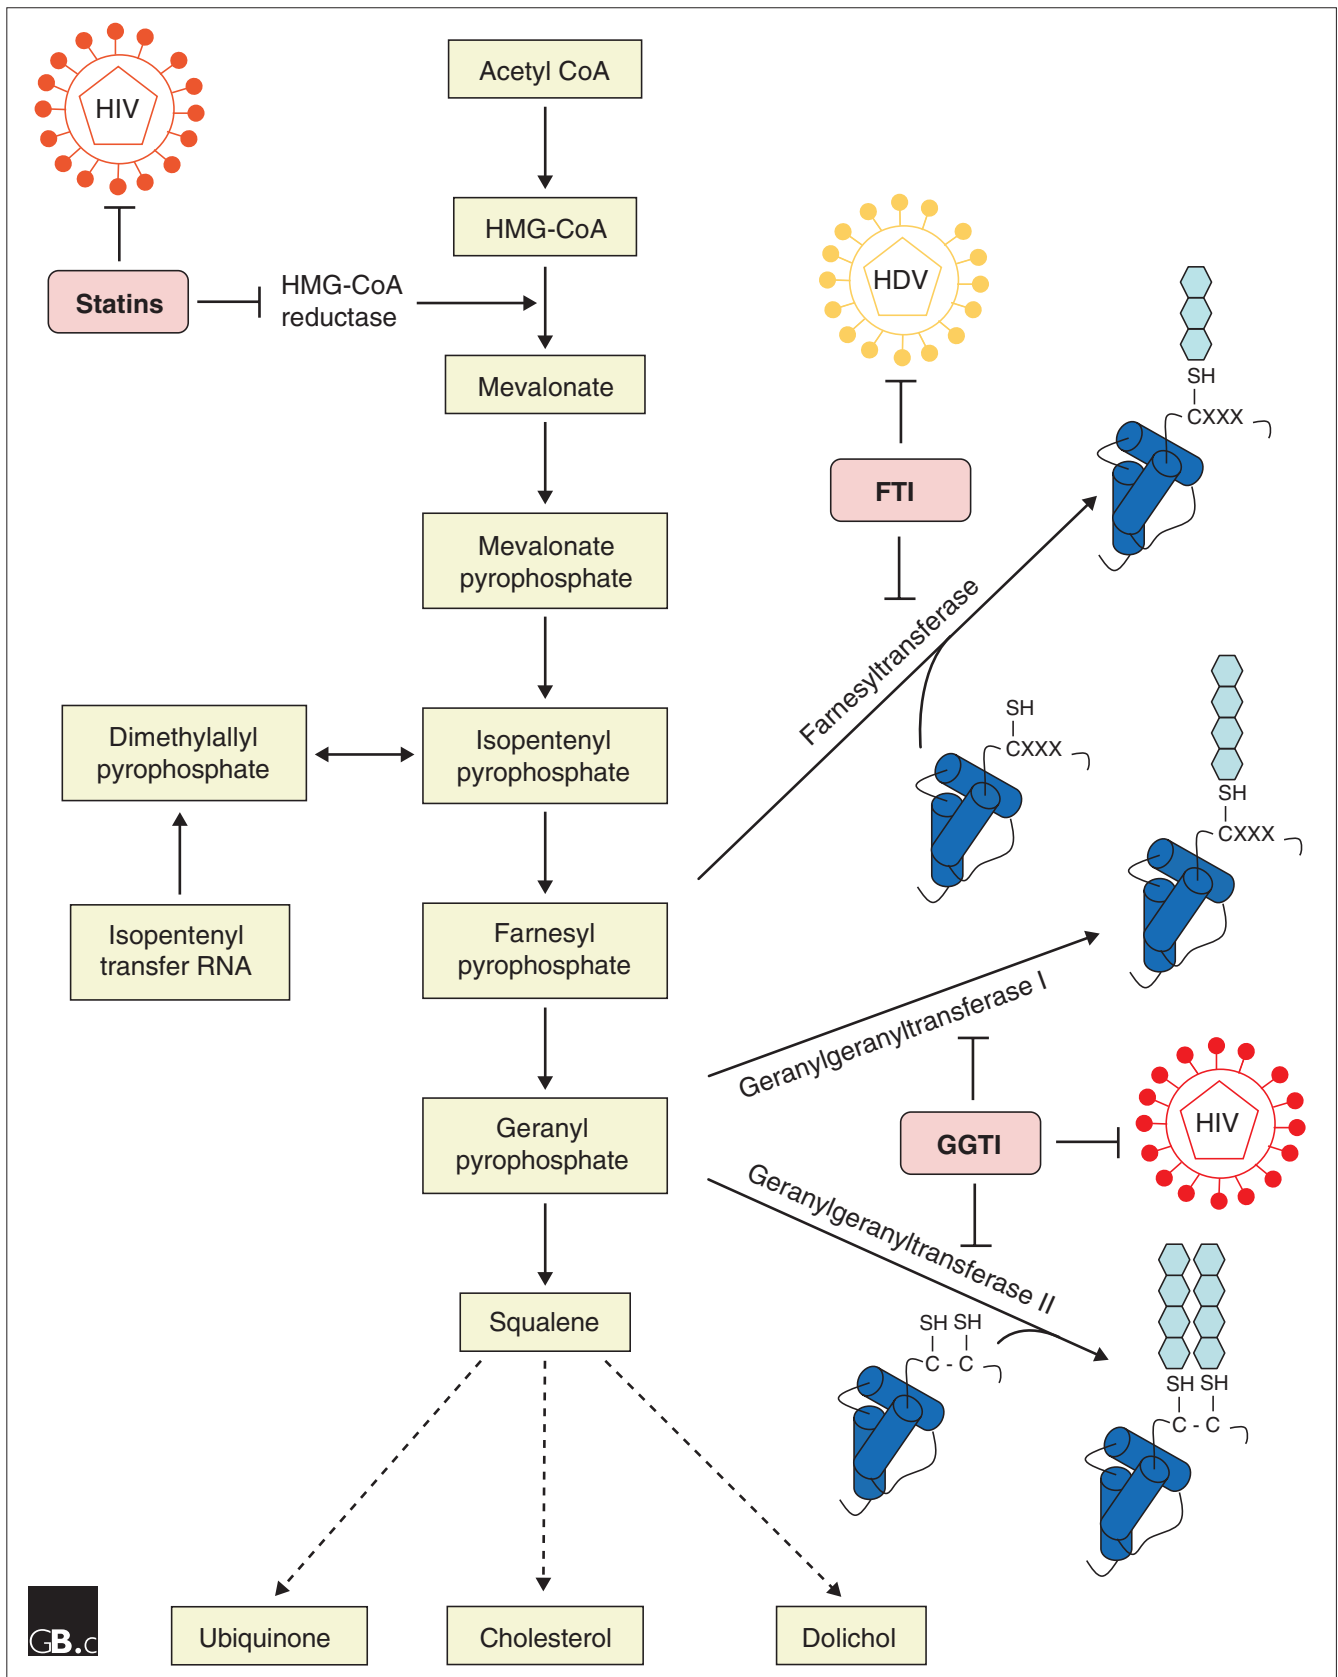 HIV
Acetyl CoA
HMG-CoA
Statins
HMG-CoA
reductase
Mevalonate
HDV
SH
CXXX
FTI
Mevalonate
pyrophosphate
Farnesyltransferase
Dimethylallyl
pyrophosphate
Isopentenyl
pyrophosphate
SH
CXXX
SH
CXXX
Isopentenyl
transfer RNA
Farnesyl
pyrophosphate
Geranylgeranyltransferase I
Geranyl
pyrophosphate
GGTI
HIV
Geranylgeranyltransferase II
Squalene
SH SH
C - C
SH SH
C - C
Ubiquinone
Cholesterol
Dolichol
GB.c